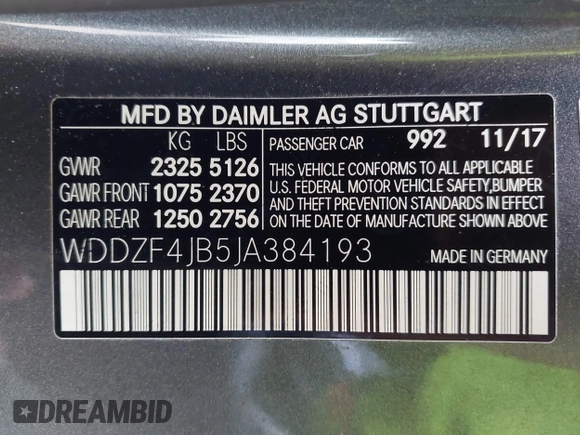 MFD BY DAIMLER AG STUTTGART
KG LBS PASSENGER CAR 992 11/17
GVWR 2325 5126 THIS VEHICLE CONFORMS TO ALL APPLICABLE
GAWR FRONT 1075 2370 U.S. FEDERAL MOTOR VEHICLE SAFETY,BUMPER
AND THEFT PREVENTION STANDARDS IN EFFECT
GAWR REAR 1250 2756 ON THE DATE OF MANUFACTURE SHOWN ABOVE.
WDDZF4JB5JA384193 MADE IN GERMANY
DREAMBID